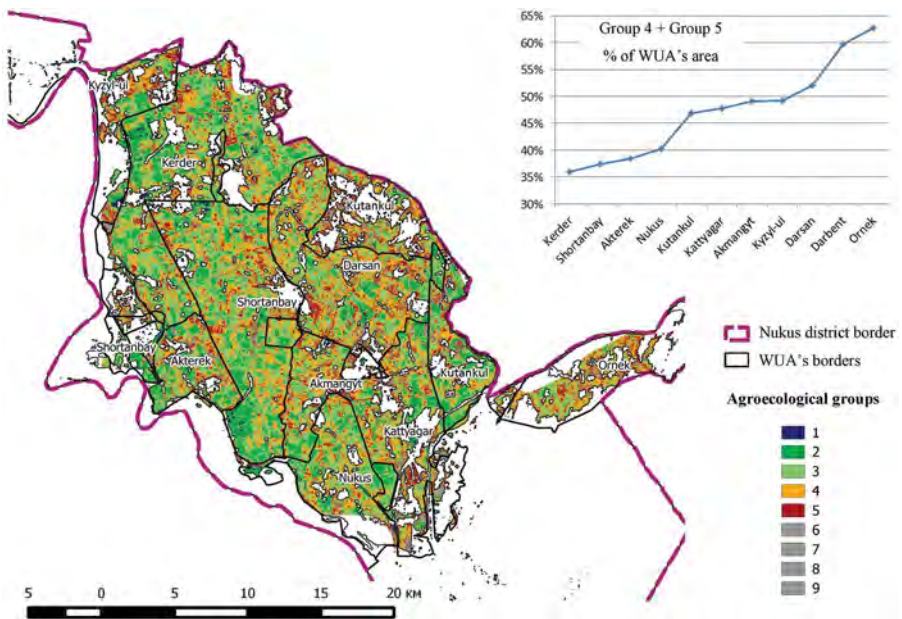 Group 4 + Group 5
% of WUA's area
65%
60%
55%
50%
45%
40%
35%
30%
Kerder
Shortanbay
Akterek
Nukus
Kutankul
Kattyagar
Akmangyt
Kyzyl-ui
Darsan
Darbent
Ornek
Kyzyl-ui
Kerder
Kutankul
Darsan
Shortanbay
Shortanbay
Akterek
Akmangyt
Kutankul
Ornek
Kattyagar
Nukus
Nukus district border
WUA's borders
Agroecological groups
1
2
3
4
5
6
7
8
9
5 0 5 10 15 20 км